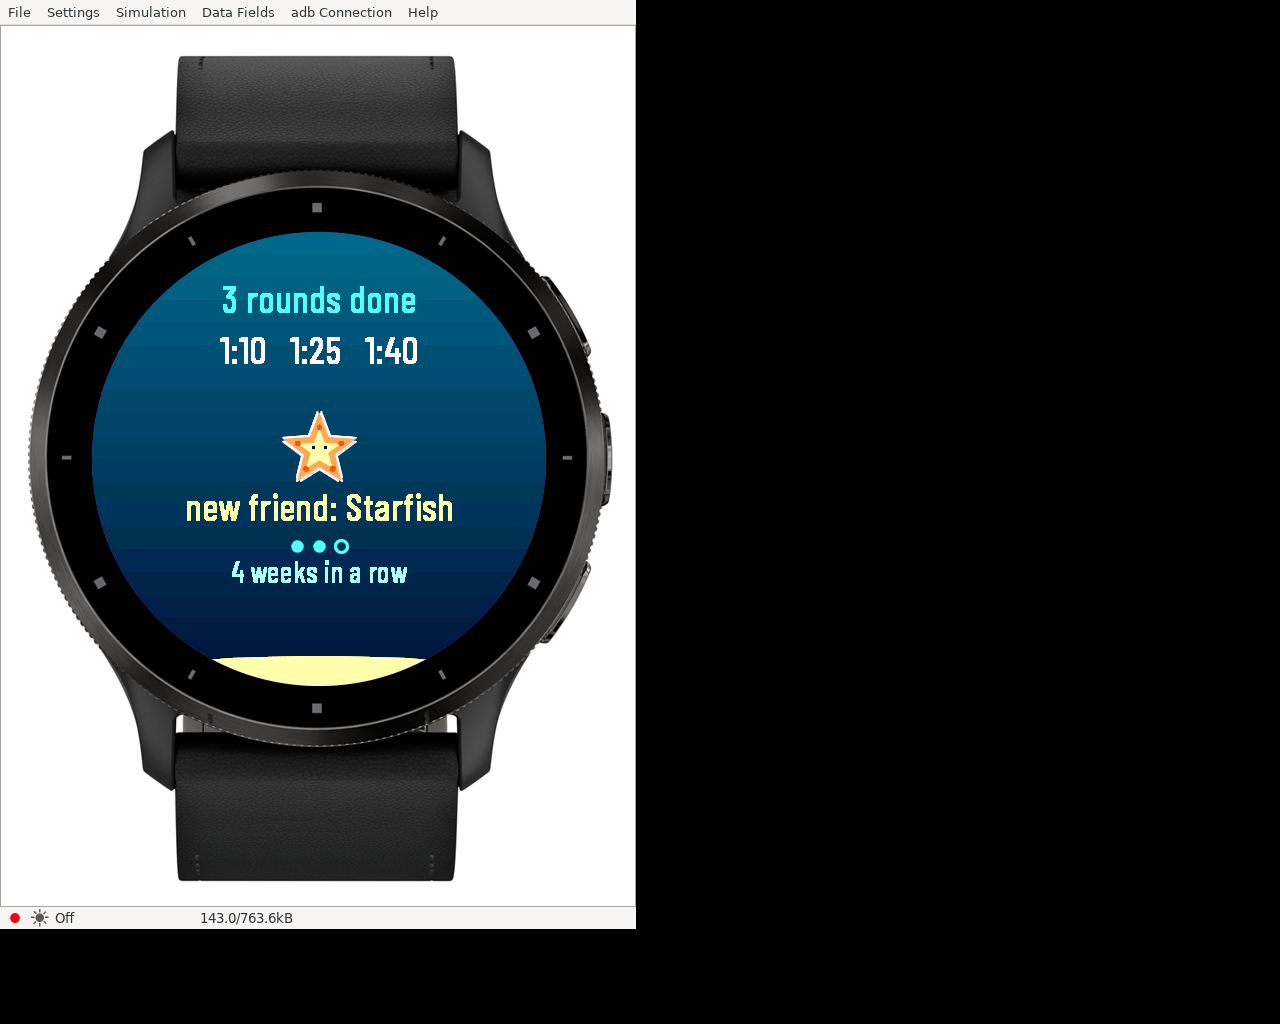 File Settings Simulation Data Fields adb Connection Help
3 rounds done
1:10 1:25 1:40
new friend: Starfish
4 weeks in a row
Off 143.0/763.6kB